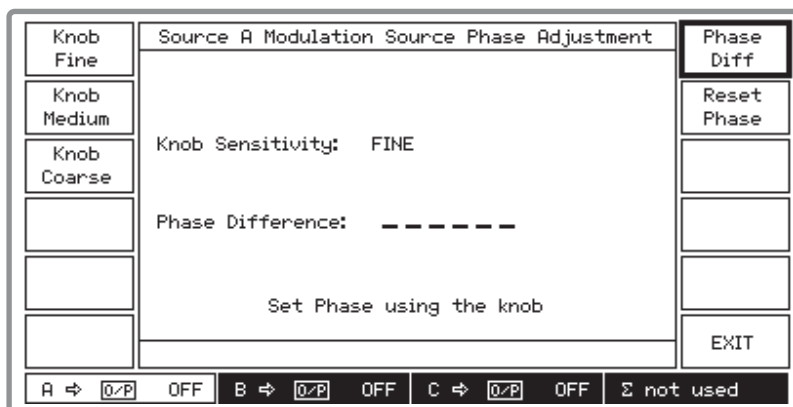 Source A Modulation Source Phase Adjustment
Knob Fine
Knob Medium
Knob Coarse
Knob Sensitivity: FINE
Phase Difference: _ _ _ _ _ _
Set Phase using the knob
Phase Diff
Reset Phase
EXIT
A ⇨ O/P OFF B ⇨ O/P OFF C ⇨ O/P OFF Σ not used